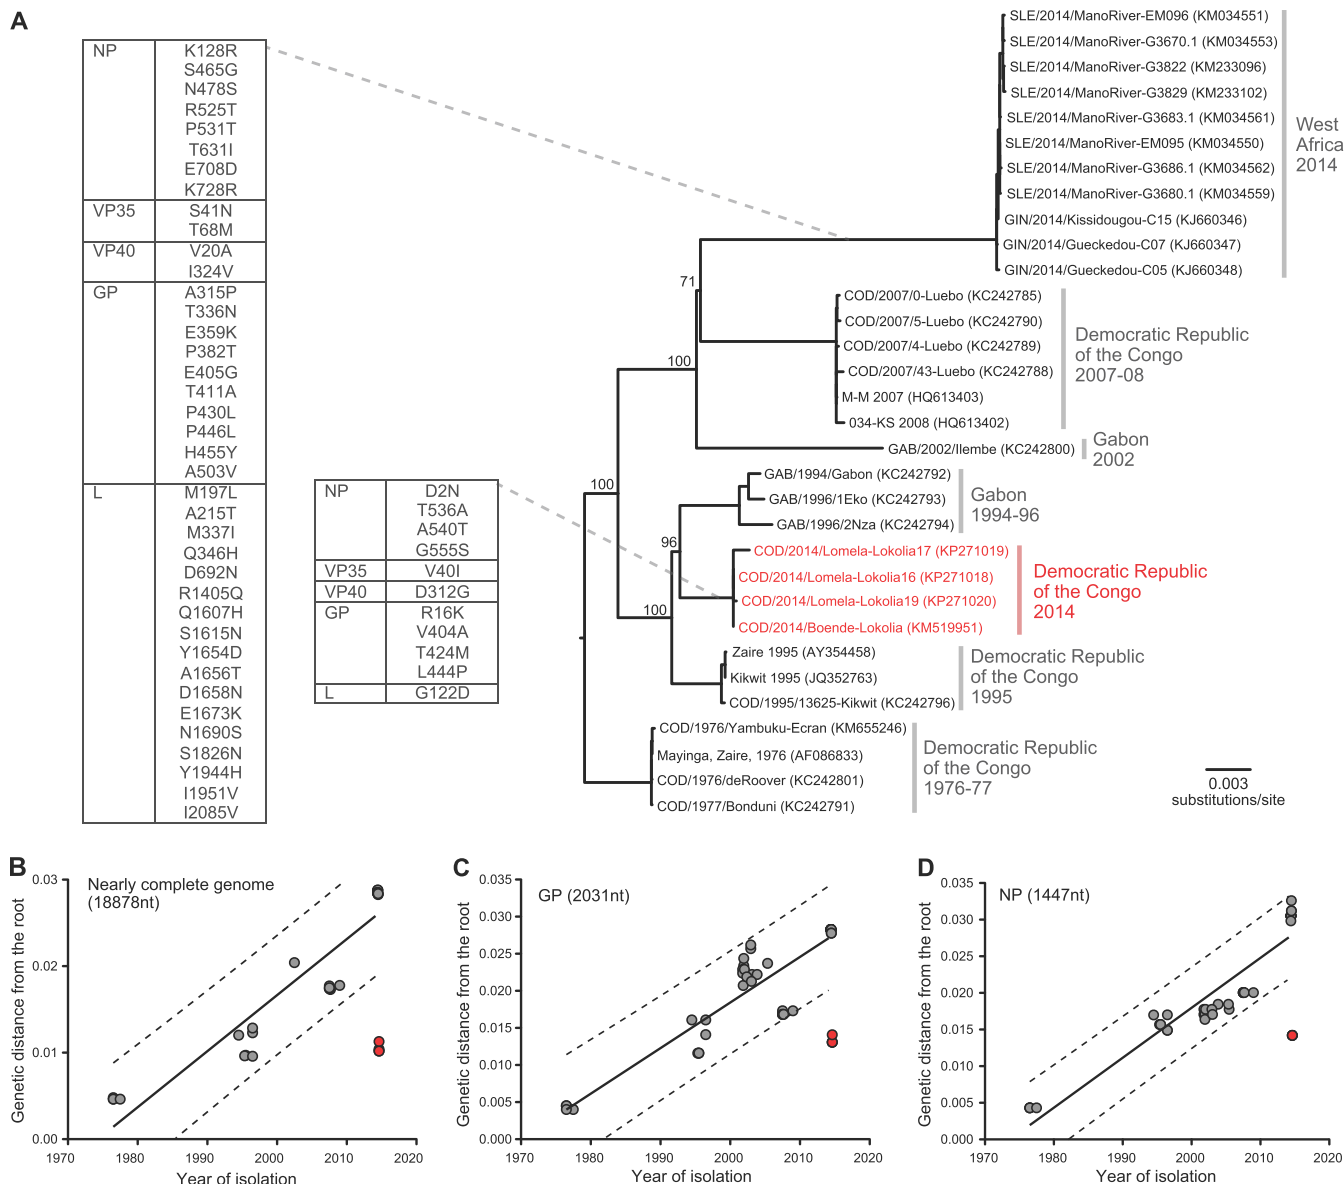 A
NP
K128R
S465G
N478S
R525T
P531T
T631I
E708D
K728R
VP35
S41N
T68M
VP40
V20A
I324V
GP
A315P
T336N
E359K
P382T
E405G
T411A
P430L
P446L
H455Y
A503V
L
M197L
A215T
M337I
Q346H
D692N
R1405Q
Q1607H
S1615N
Y1654D
A1656T
D1658N
E1673K
N1690S
S1826N
Y1944H
I1951V
I2085V
NP
D2N
T536A
A540T
G555S
VP35
V40I
VP40
D312G
GP
R16K
V404A
T424M
L444P
L
G122D
71
100
100
96
100
SLE/2014/ManoRiver-EM096 (KM034551)
SLE/2014/ManoRiver-G3670.1 (KM034553)
SLE/2014/ManoRiver-G3822 (KM233096)
SLE/2014/ManoRiver-G3829 (KM233102)
SLE/2014/ManoRiver-G3683.1 (KM034561)
SLE/2014/ManoRiver-EM095 (KM034550)
SLE/2014/ManoRiver-G3686.1 (KM034562)
SLE/2014/ManoRiver-G3680.1 (KM034559)
GIN/2014/Kissidougou-C15 (KJ660346)
GIN/2014/Gueckedou-C07 (KJ660347)
GIN/2014/Gueckedou-C05 (KJ660348)
West
Africa
2014
COD/2007/0-Luebo (KC242785)
COD/2007/5-Luebo (KC242790)
COD/2007/4-Luebo (KC242789)
COD/2007/43-Luebo (KC242788)
M-M 2007 (HQ613403)
034-KS 2008 (HQ613402)
Democratic Republic
of the Congo
2007-08
GAB/2002/Ilembe (KC242800)
Gabon
2002
GAB/1994/Gabon (KC242792)
GAB/1996/1Eko (KC242793)
GAB/1996/2Nza (KC242794)
Gabon
1994-96
COD/2014/Lomela-Lokolia17 (KP271019)
COD/2014/Lomela-Lokolia16 (KP271018)
COD/2014/Lomela-Lokolia19 (KP271020)
COD/2014/Boende-Lokolia (KM519951)
Democratic Republic
of the Congo
2014
Zaire 1995 (AY354458)
Kikwit 1995 (JQ352763)
COD/1995/13625-Kikwit (KC242796)
Democratic Republic
of the Congo
1995
COD/1976/Yambuku-Ecran (KM655246)
Mayinga, Zaire, 1976 (AF086833)
COD/1976/deRoover (KC242801)
COD/1977/Bonduni (KC242791)
Democratic Republic
of the Congo
1976-77
0.003
substitutions/site
B
Nearly complete genome
(18878nt)
Genetic distance from the root
0.03
0.02
0.01
0.00
1970 1980 1990 2000 2010 2020
Year of isolation
C
GP (2031nt)
Genetic distance from the root
0.035
0.030
0.025
0.020
0.015
0.010
0.005
0.000
1970 1980 1990 2000 2010 2020
Year of isolation
D
NP (1447nt)
Genetic distance from the root
0.035
0.030
0.025
0.020
0.015
0.010
0.005
0.000
1970 1980 1990 2000 2010 2020
Year of isolation